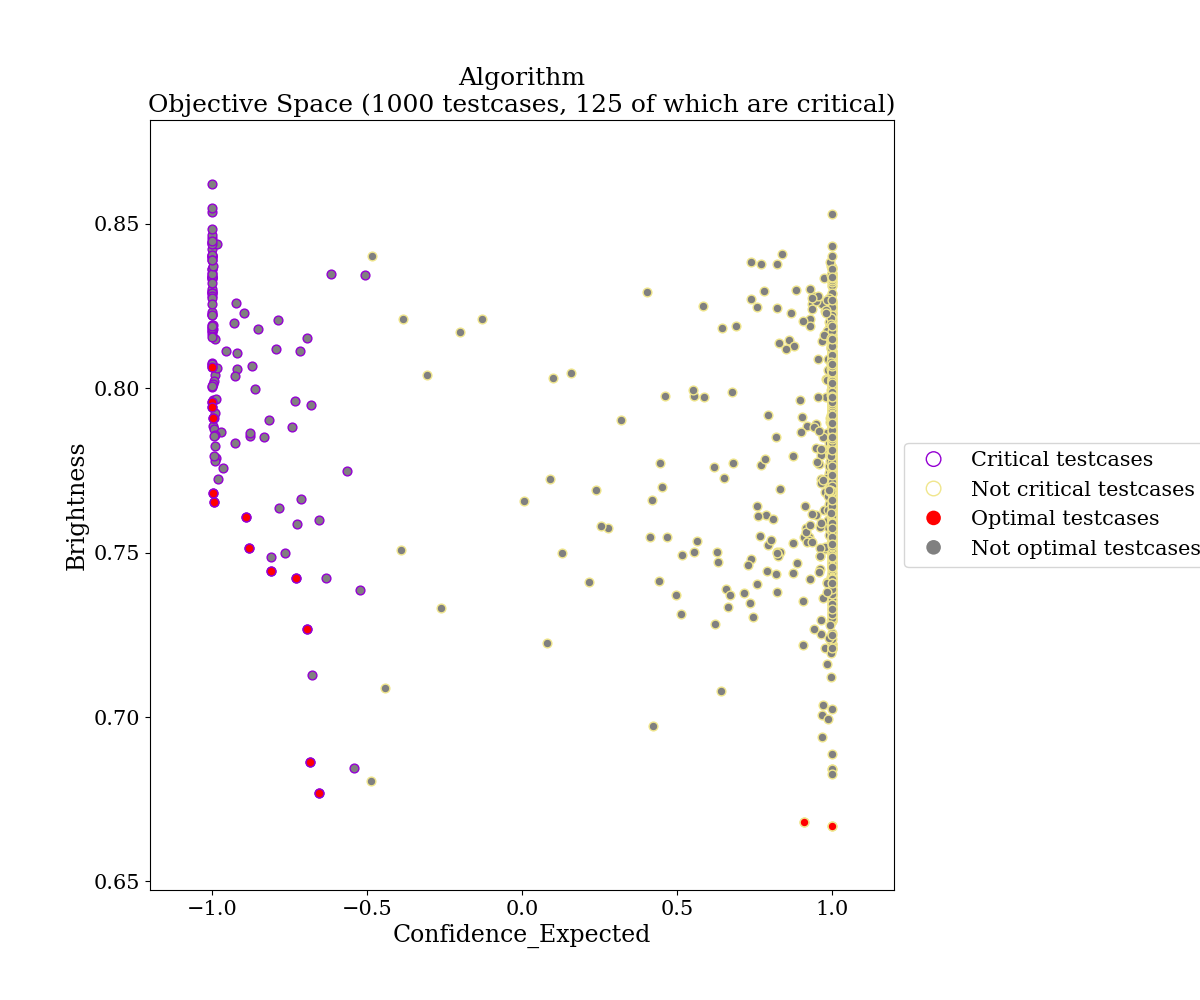 Algorithm
Objective Space (1000 testcases, 125 of which are critical)
0.85
0.80
0.75
0.70
0.65
Brightness
−1.0
−0.5
0.0
0.5
1.0
Confidence_Expected
Critical testcases
Not critical testcases
Optimal testcases
Not optimal testcases